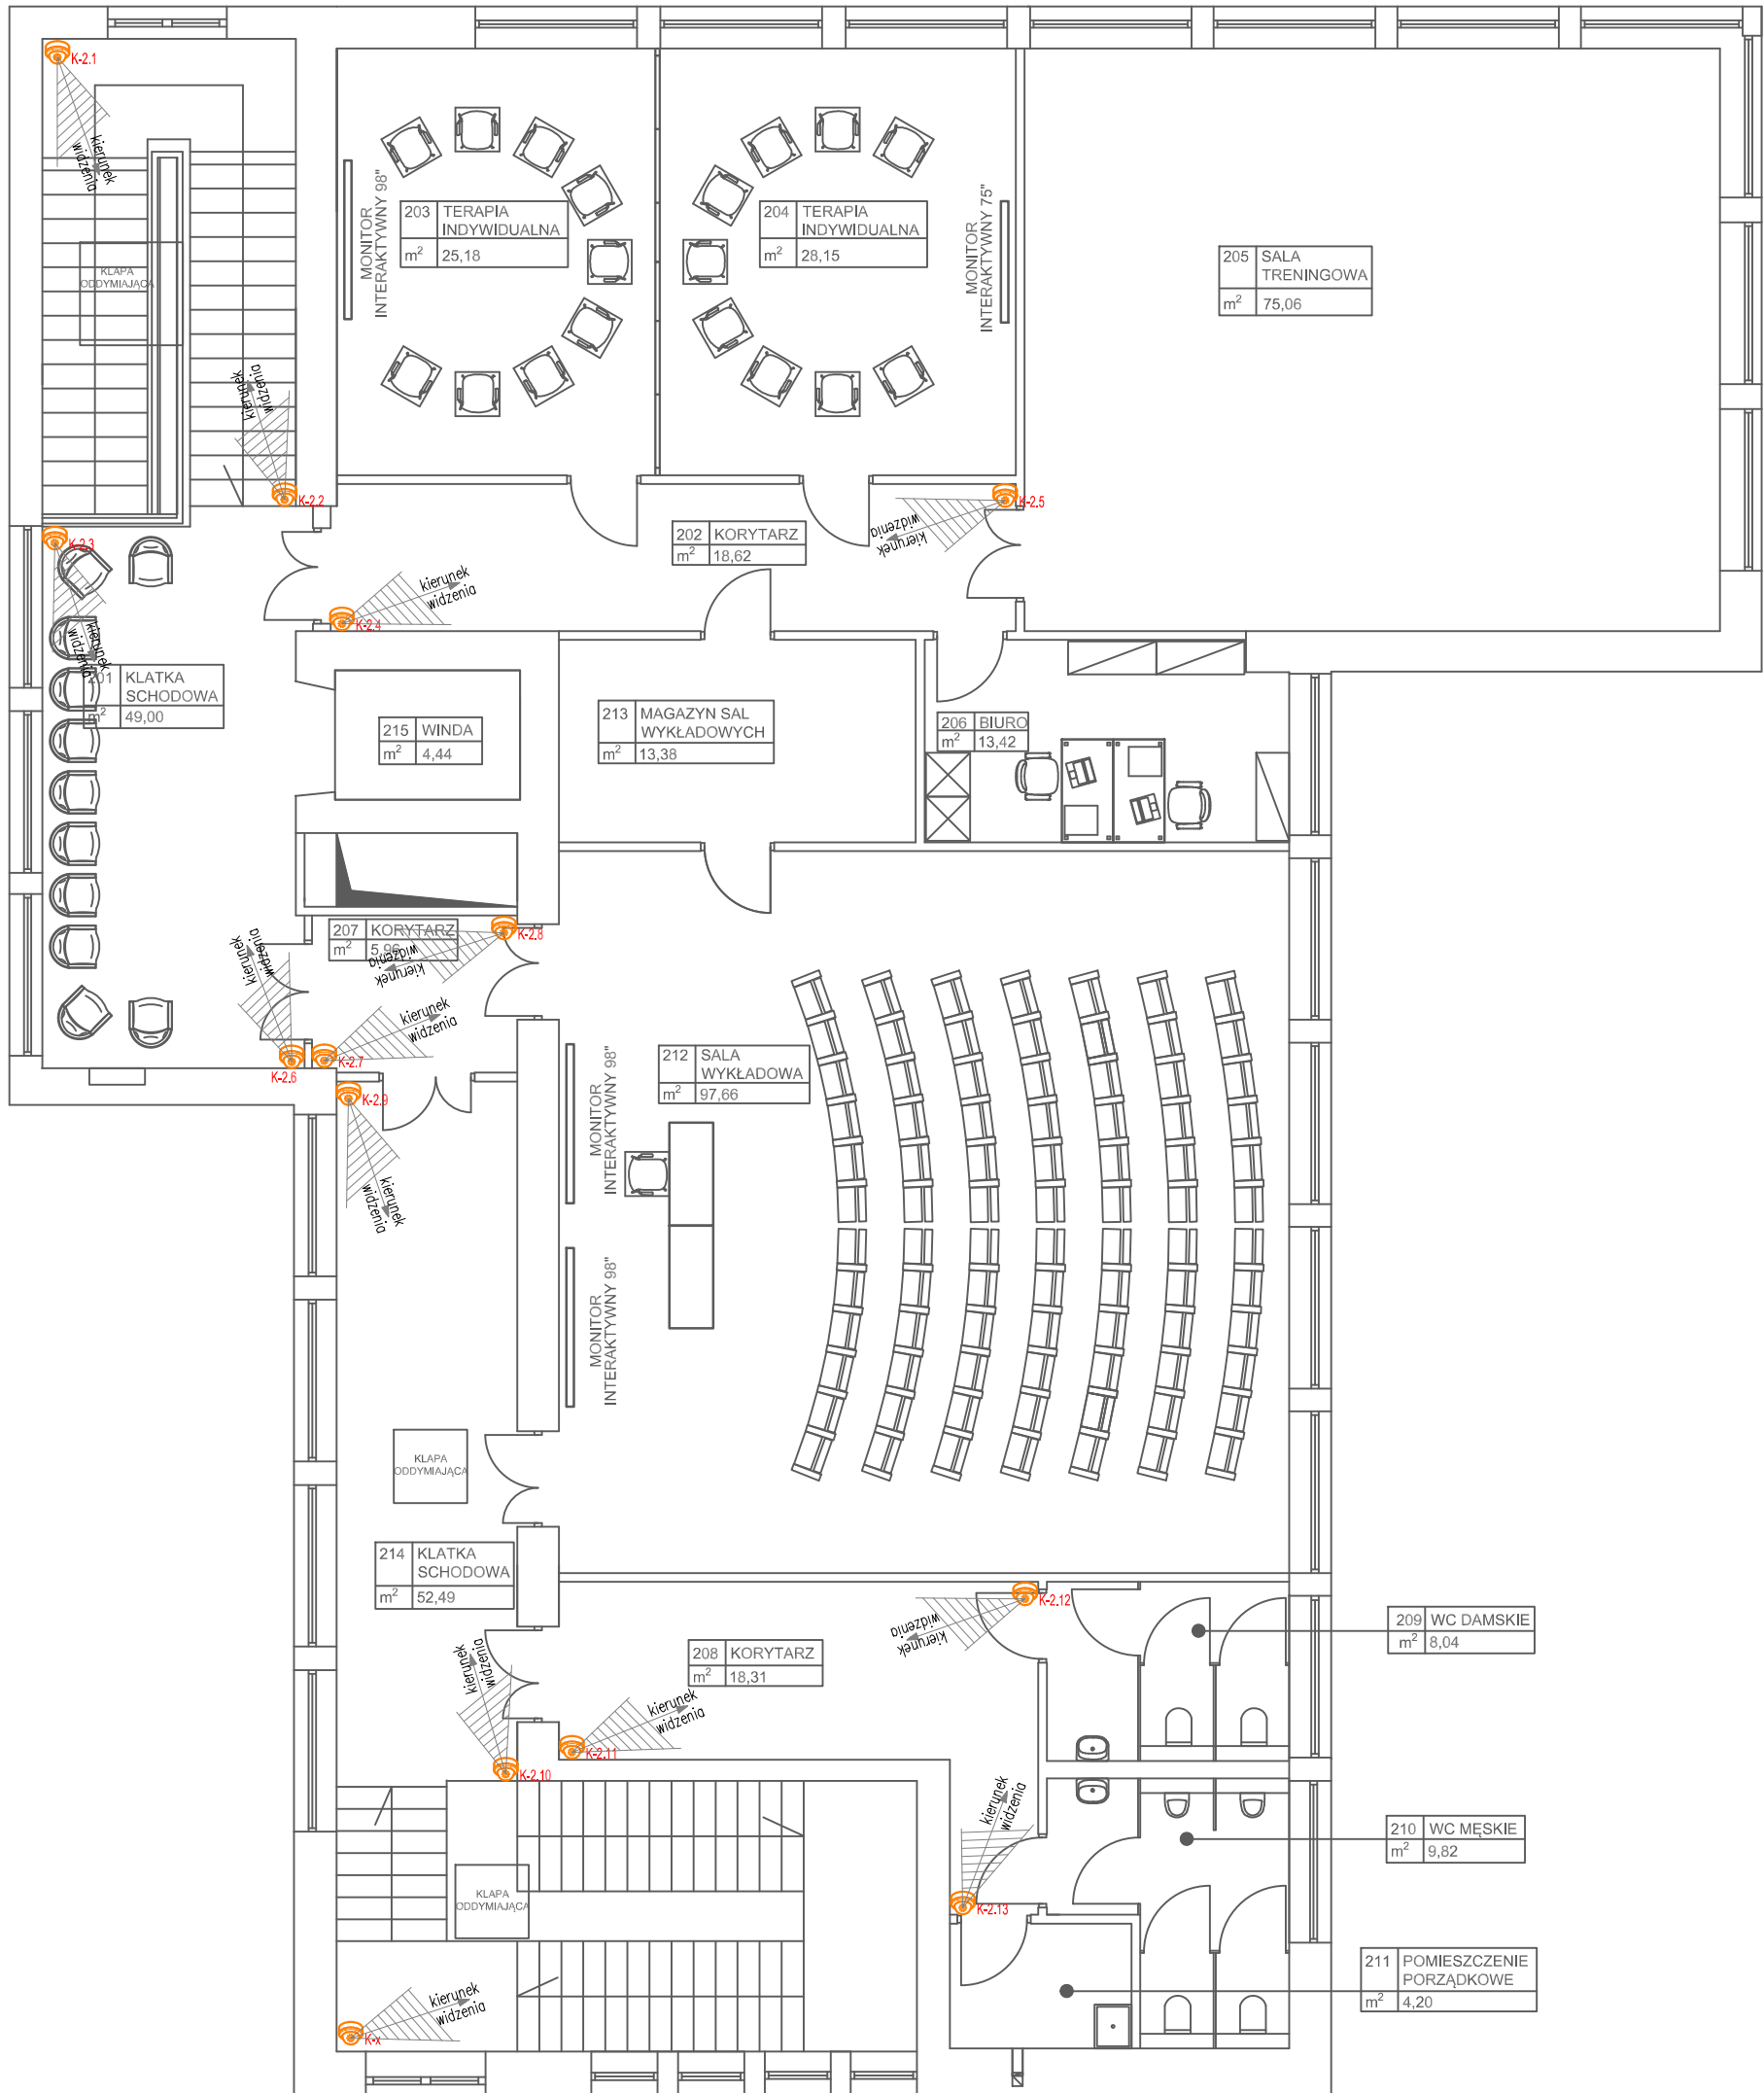 K-2.1
kierunek
widzenia
KLAPA
ODDYMIAJĄCA
kierunek
widzenia
K-2.2
MONITOR
INTERAKTYWNY 98"
203 TERAPIA
INDYWIDUALNA
m² 25,18
204 TERAPIA
INDYWIDUALNA
m² 28,15
MONITOR
INTERAKTYWNY 75"
205 SALA
TRENINGOWA
m² 75,06
K-2.3
kierunek
widzenia
K-2.4
kierunek
widzenia
202 KORYTARZ
m² 18,62
K-2.5
kierunek
widzenia
201 KLATKA
SCHODOWA
m² 49,00
215 WINDA
m² 4,44
213 MAGAZYN SAL
WYKŁADOWYCH
m² 13,38
206 BIURO
m² 13,42
207 KORYTARZ
m² 5,96
K-2.8
kierunek
widzenia
kierunek
widzenia
K-2.6
K-2.7
kierunek
widzenia
K-2.9
kierunek
widzenia
212 SALA
WYKŁADOWA
m² 97,66
MONITOR
INTERAKTYWNY 98"
MONITOR
INTERAKTYWNY 98"
KLAPA
ODDYMIAJĄCA
214 KLATKA
SCHODOWA
m² 52,49
K-2.12
kierunek
widzenia
209 WC DAMSKIE
m² 8,04
208 KORYTARZ
m² 18,31
kierunek
widzenia
K-2.10
kierunek
widzenia
K-2.11
kierunek
widzenia
K-2.13
210 WC MĘSKIE
m² 9,82
KLAPA
ODDYMIAJĄCA
211 POMIESZCZENIE
PORZĄDKOWE
m² 4,20
kierunek
widzenia
K-x